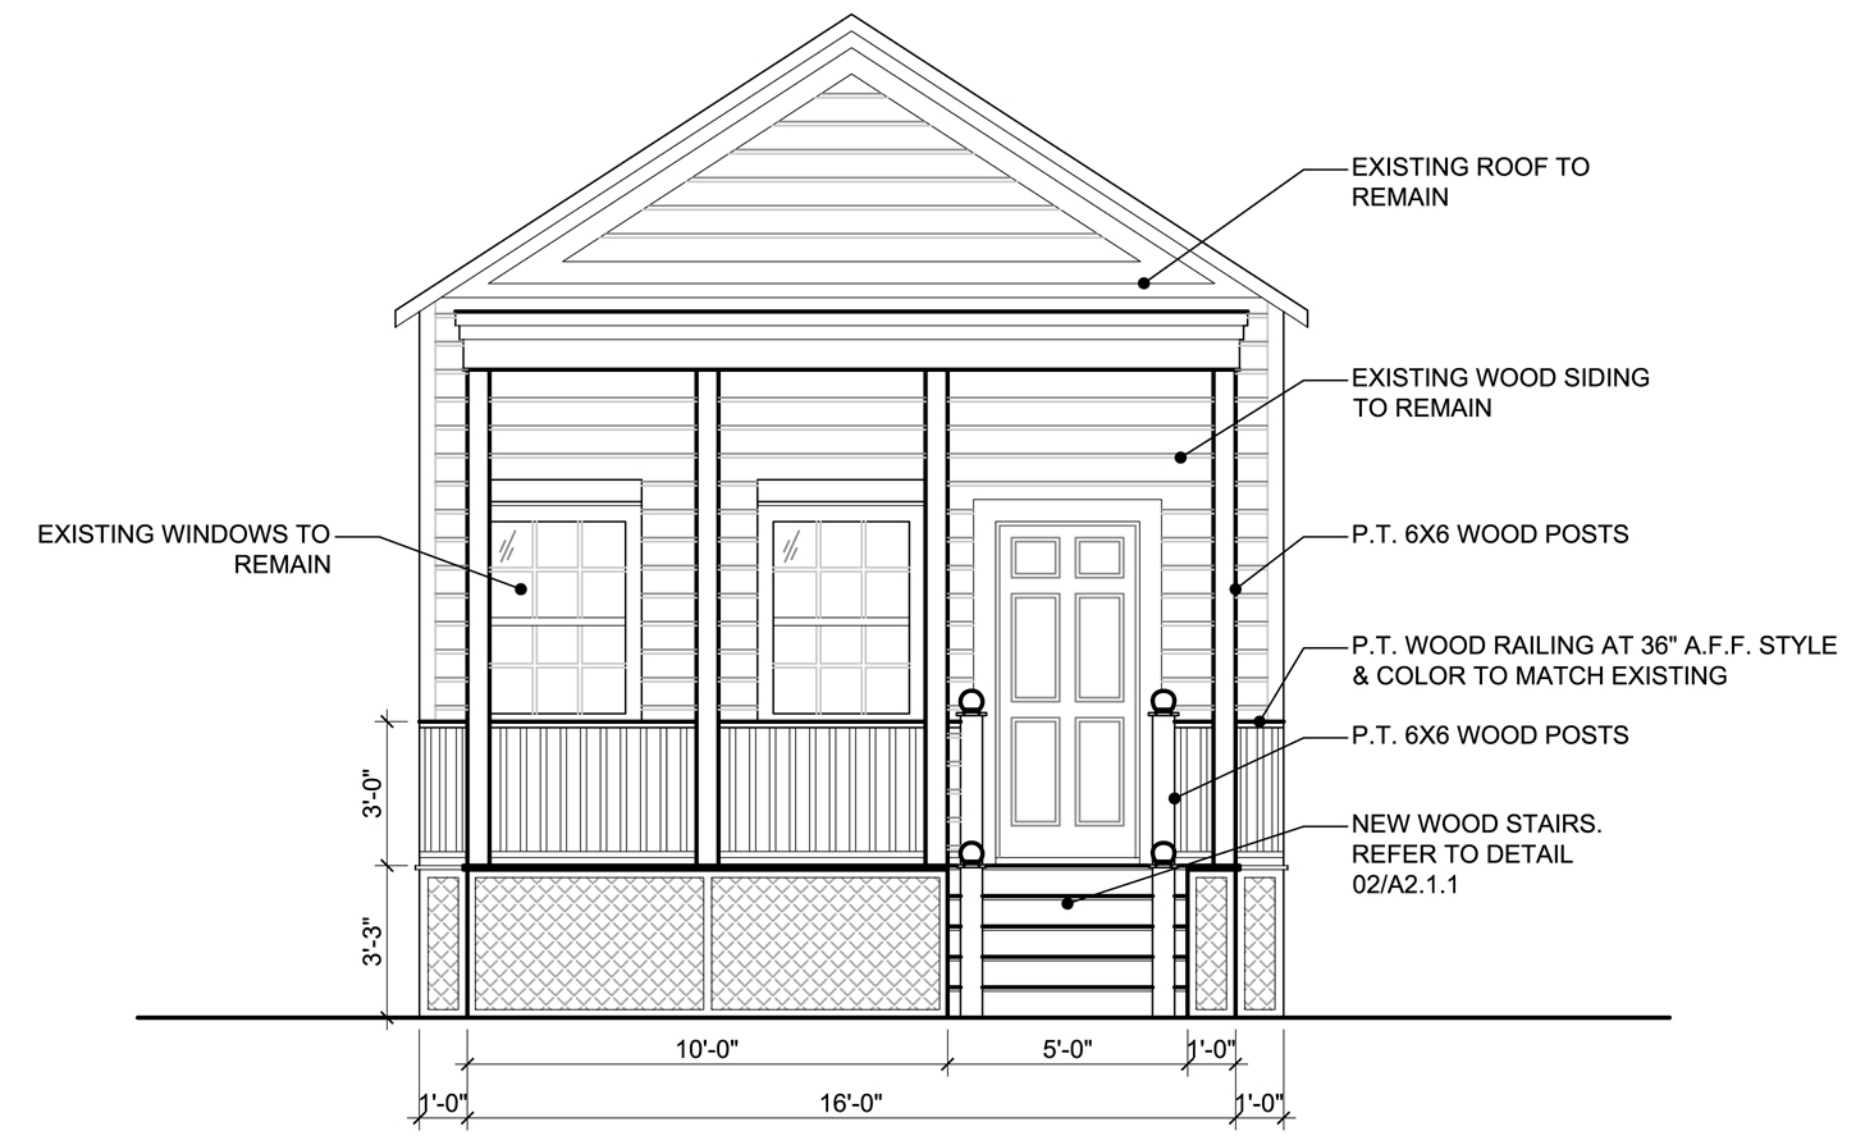 EXISTING ROOF TO
REMAIN
EXISTING WOOD SIDING
TO REMAIN
EXISTING WINDOWS TO
REMAIN
P.T. 6X6 WOOD POSTS
P.T. WOOD RAILING AT 36" A.F.F. STYLE
& COLOR TO MATCH EXISTING
P.T. 6X6 WOOD POSTS
3'-0"
NEW WOOD STAIRS.
REFER TO DETAIL
02/A2.1.1
3'-3"
10'-0" 5'-0" 1'-0"
1'-0" 16'-0" 1'-0"